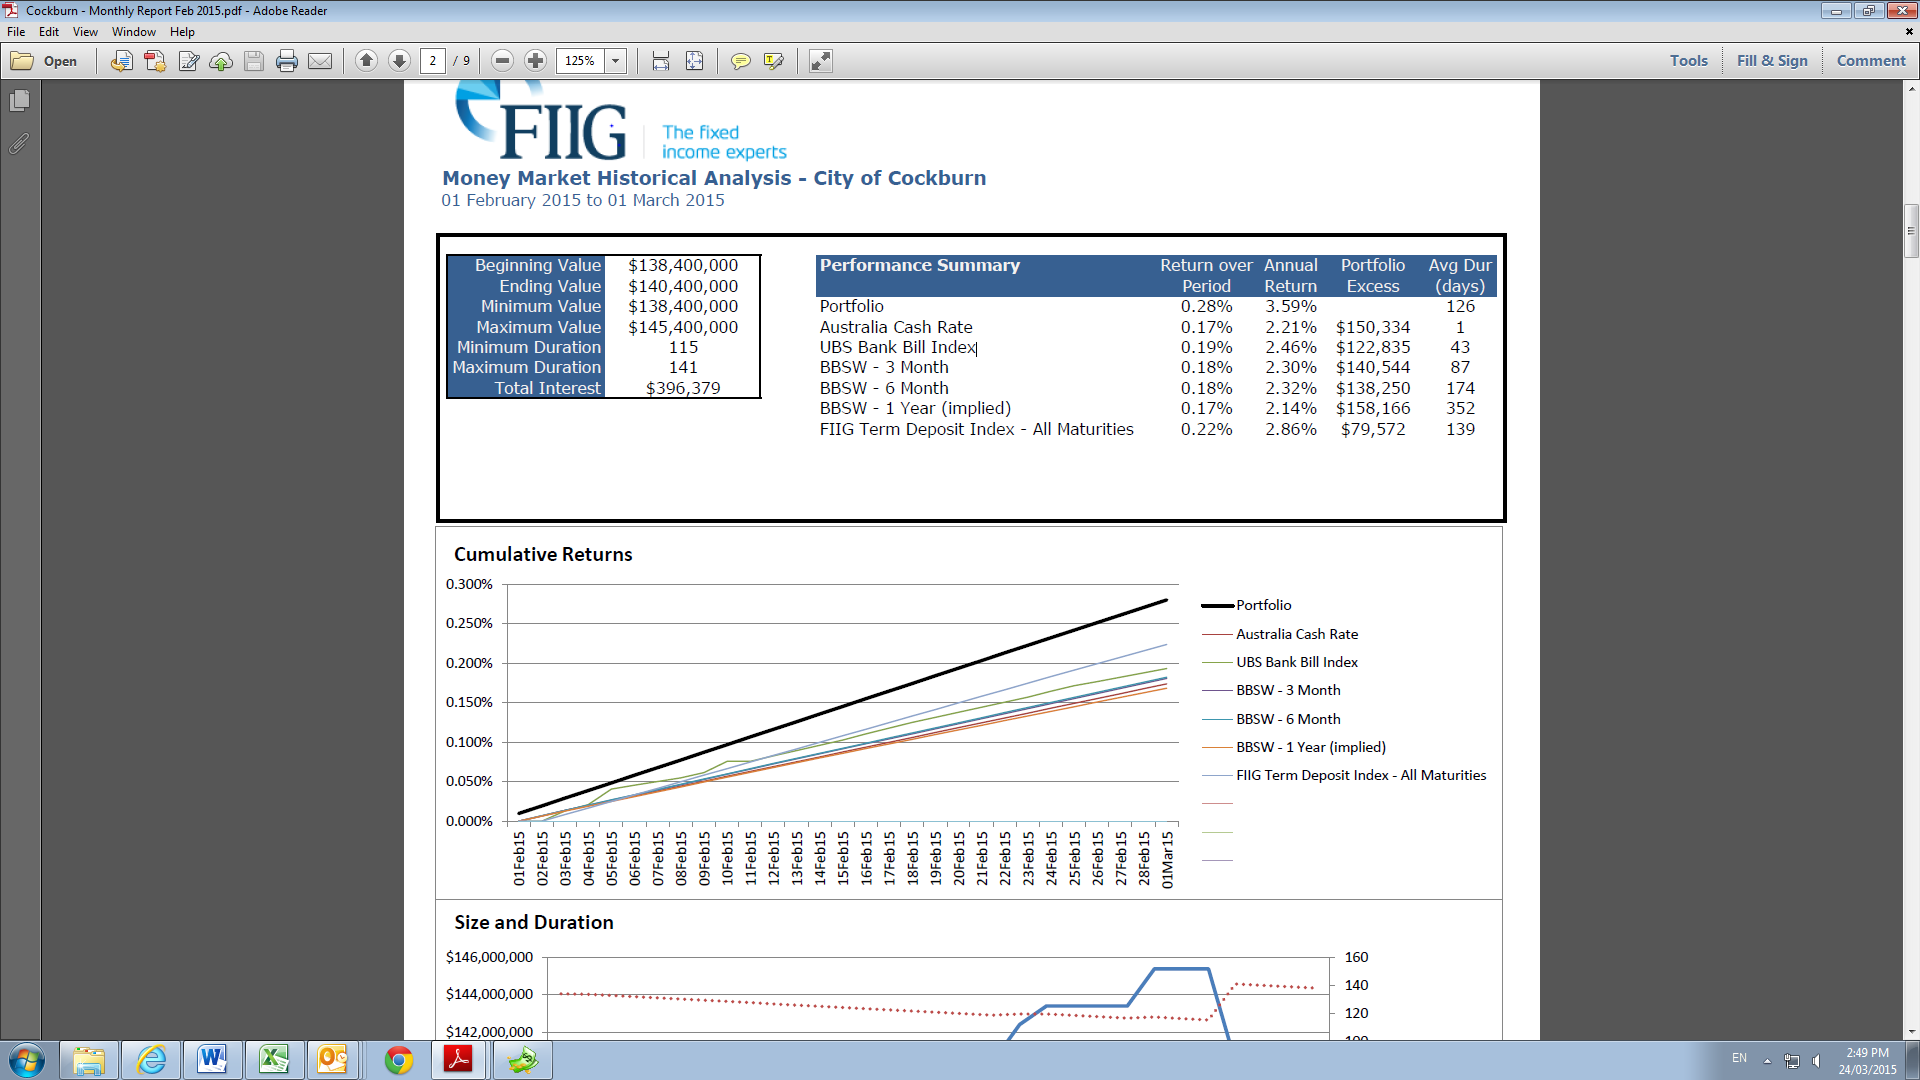 Cockburn - Monthly Report Feb 2015.pdf - Adobe Reader
File Edit View Window Help
Open 2 / 9 125% Tools Fill & Sign Comment
FIIG The fixed
income experts
Money Market Historical Analysis - City of Cockburn
01 February 2015 to 01 March 2015
Beginning Value $138,400,000
Ending Value $140,400,000
Minimum Value $138,400,000
Maximum Value $145,400,000
Minimum Duration 115
Maximum Duration 141
Total Interest $396,379
Performance Summary Return over Annual Portfolio Avg Dur
Period Return Excess (days)
Portfolio 0.28% 3.59% 126
Australia Cash Rate 0.17% 2.21% $150,334 1
UBS Bank Bill Index 0.19% 2.46% $122,835 43
BBSW - 3 Month 0.18% 2.30% $140,544 87
BBSW - 6 Month 0.18% 2.32% $138,250 174
BBSW - 1 Year (implied) 0.17% 2.14% $158,166 352
FIIG Term Deposit Index - All Maturities 0.22% 2.86% $79,572 139
Cumulative Returns
0.300%
0.250%
0.200%
0.150%
0.100%
0.050%
0.000%
01Feb15 02Feb15 03Feb15 04Feb15 05Feb15 06Feb15 07Feb15 08Feb15 09Feb15 10Feb15 11Feb15 12Feb15 13Feb15 14Feb15 15Feb15 16Feb15 17Feb15 18Feb15 19Feb15 20Feb15 21Feb15 22Feb15 23Feb15 24Feb15 25Feb15 26Feb15 27Feb15 28Feb15 01Mar15
Portfolio
Australia Cash Rate
UBS Bank Bill Index
BBSW - 3 Month
BBSW - 6 Month
BBSW - 1 Year (implied)
FIIG Term Deposit Index - All Maturities
Size and Duration
$146,000,000
$144,000,000
$142,000,000
160
140
120
100
EN 2:49 PM
24/03/2015